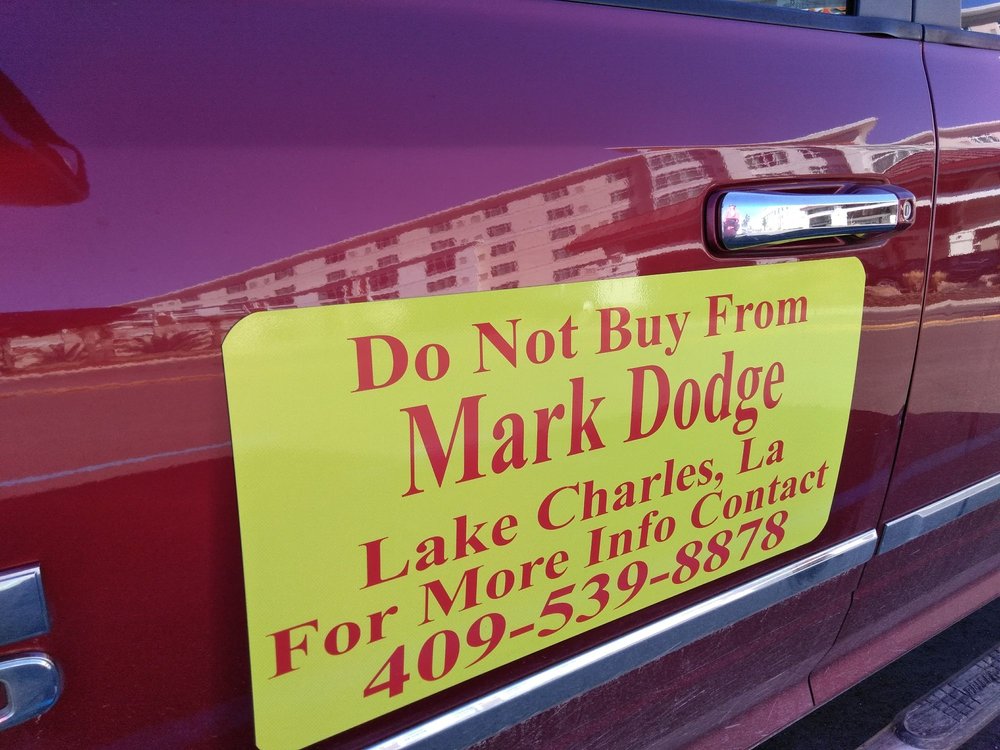 Do Not Buy From
Mark Dodge
Lake Charles, La
For More Info Contact
409-539-8878